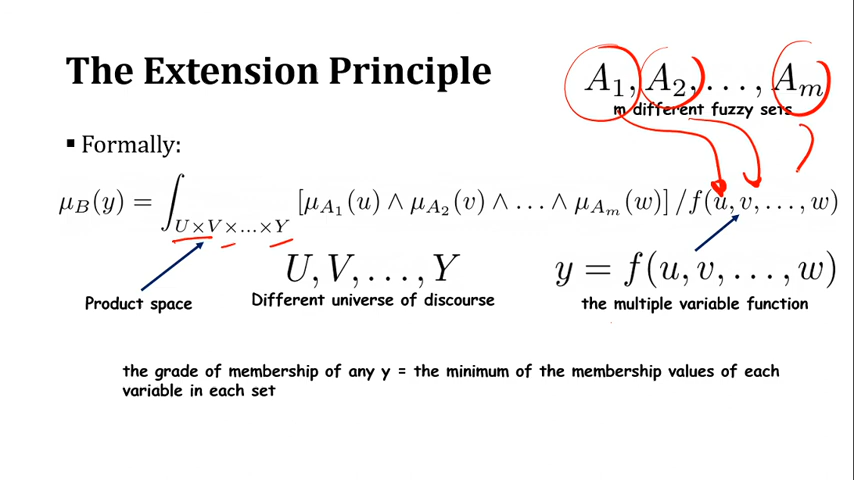 The Extension Principle
A₁, A₂, . . . , Aₘ
m different fuzzy sets
▪ Formally:
μ_B(y) = ∫_{U×V×...×Y} [μ_{A₁}(u) ∧ μ_{A₂}(v) ∧ . . . ∧ μ_{Aₘ}(w)] / f(u, v, . . . , w)
U, V, . . . , Y
y = f(u, v, . . . , w)
Product space
Different universe of discourse
the multiple variable function
the grade of membership of any y = the minimum of the membership values of each
variable in each set